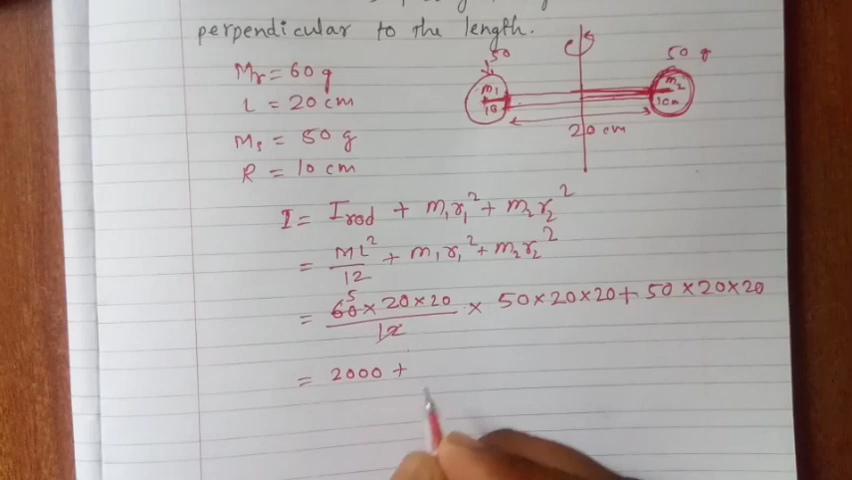 perpendicular to the length.
Mr = 60 g
L = 20 cm
Ms = 50 g
R = 10 cm
50
50 g
m1
10
m2
10cm
20 cm
I = Irod + m₁r₁² + m₂r₂²
= ML²/12 + m₁r₁² + m₂r₂²
= 60 5 × 20 × 20 / 12 × 50×20×20 + 50×20×20
= 2000 +